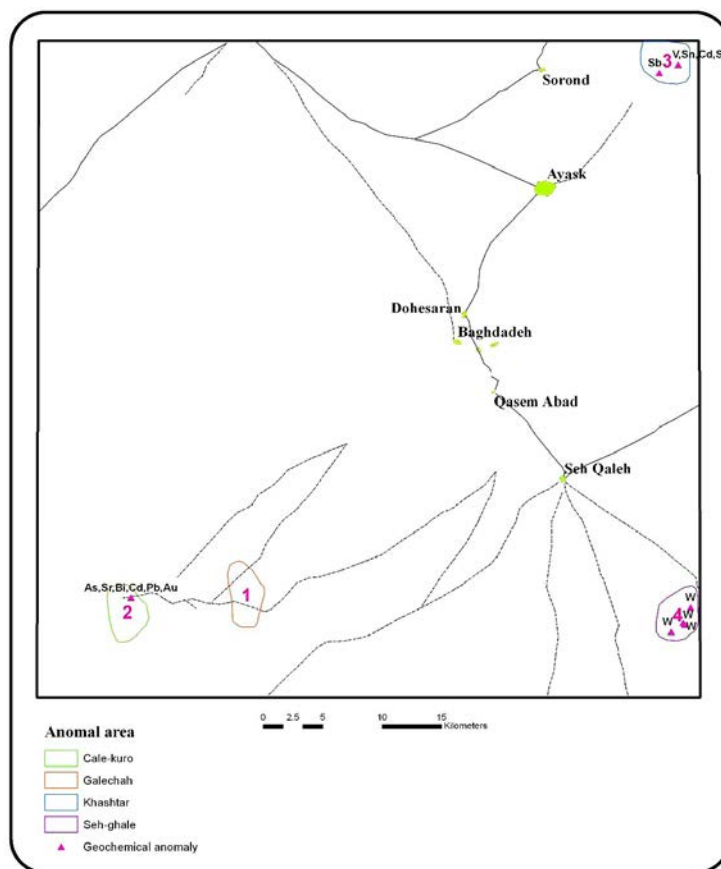 V,Sn,Cd,S
Sb
3
Sorond
Ayask
Dohesaran
Baghdadeh
Qasem Abad
Seh Qaleh
As,Sr,Bi,Cd,Pb,Au
1
2
W
W
4
W
W
0 2.5 5 10 15
Kilometers
Anomal area
Cale-kuro
Galechah
Khashtar
Seh-ghale
Geochemical anomaly